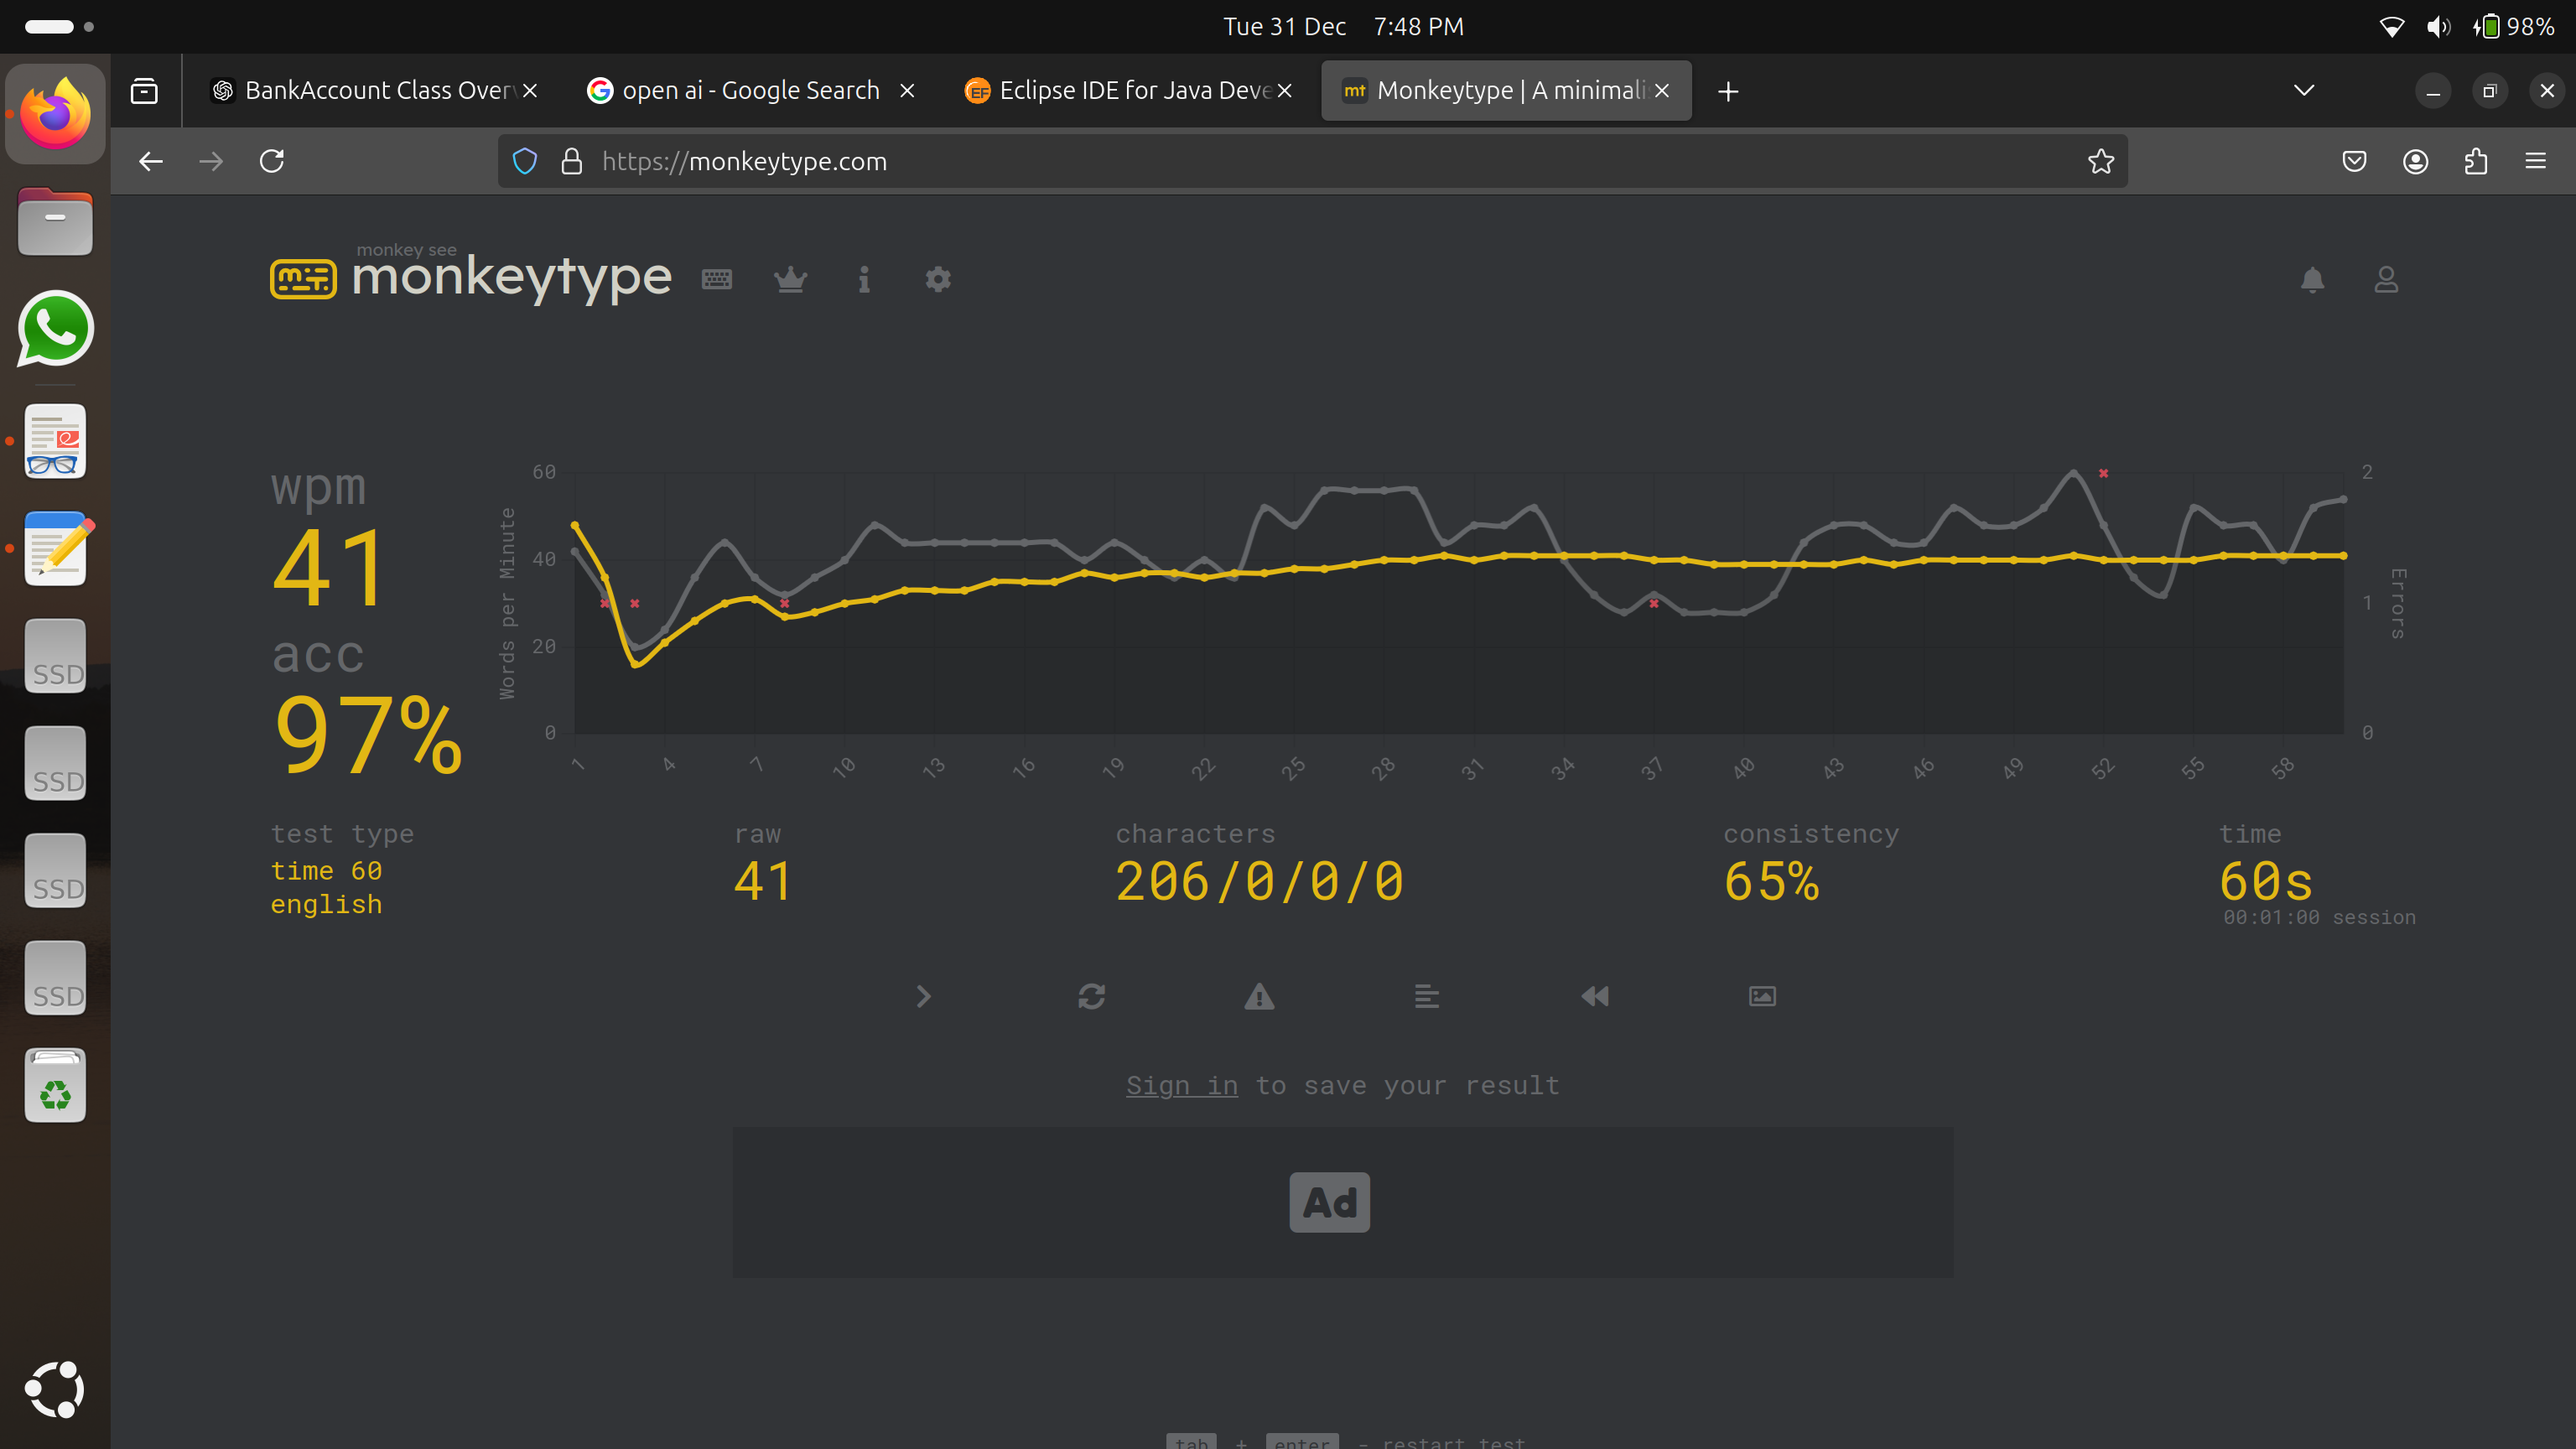 Tue 31 Dec 7:48 PM
98%
BankAccount Class Over
open ai - Google Search
Eclipse IDE for Java Deve
mt Monkeytype | A minimali
https://monkeytype.com
monkey see
monkeytype
wpm
41
acc
97%
Words per Minute
60
40
20
0
2
1
0
Errors
1 4 7 10 13 16 19 22 25 28 31 34 37 40 43 46 49 52 55 58
test type
time 60
english
raw
41
characters
206/0/0/0
consistency
65%
time
60s
00:01:00 session
Sign in to save your result
Ad
tab + enter - restart test
SSD
SSD
SSD
SSD